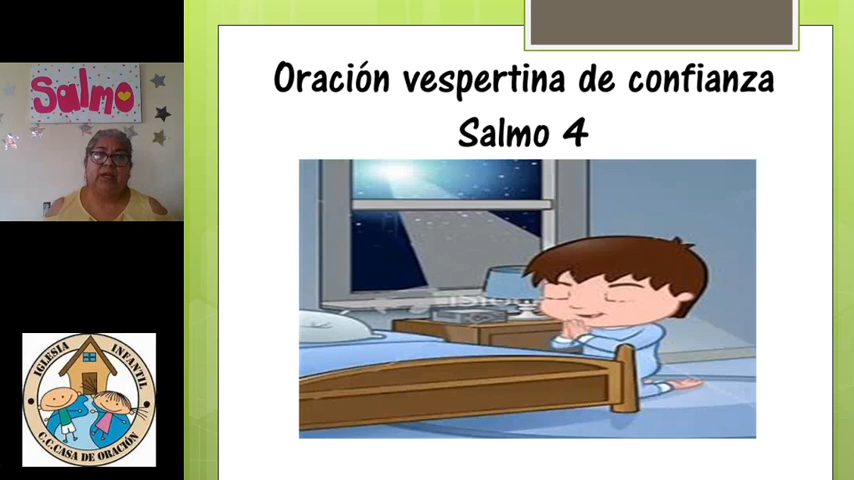 Salmo
Oración vespertina de confianza
Salmo 4
IGLESIA INFANTIL
C.C.CASA DE ORACIÓN